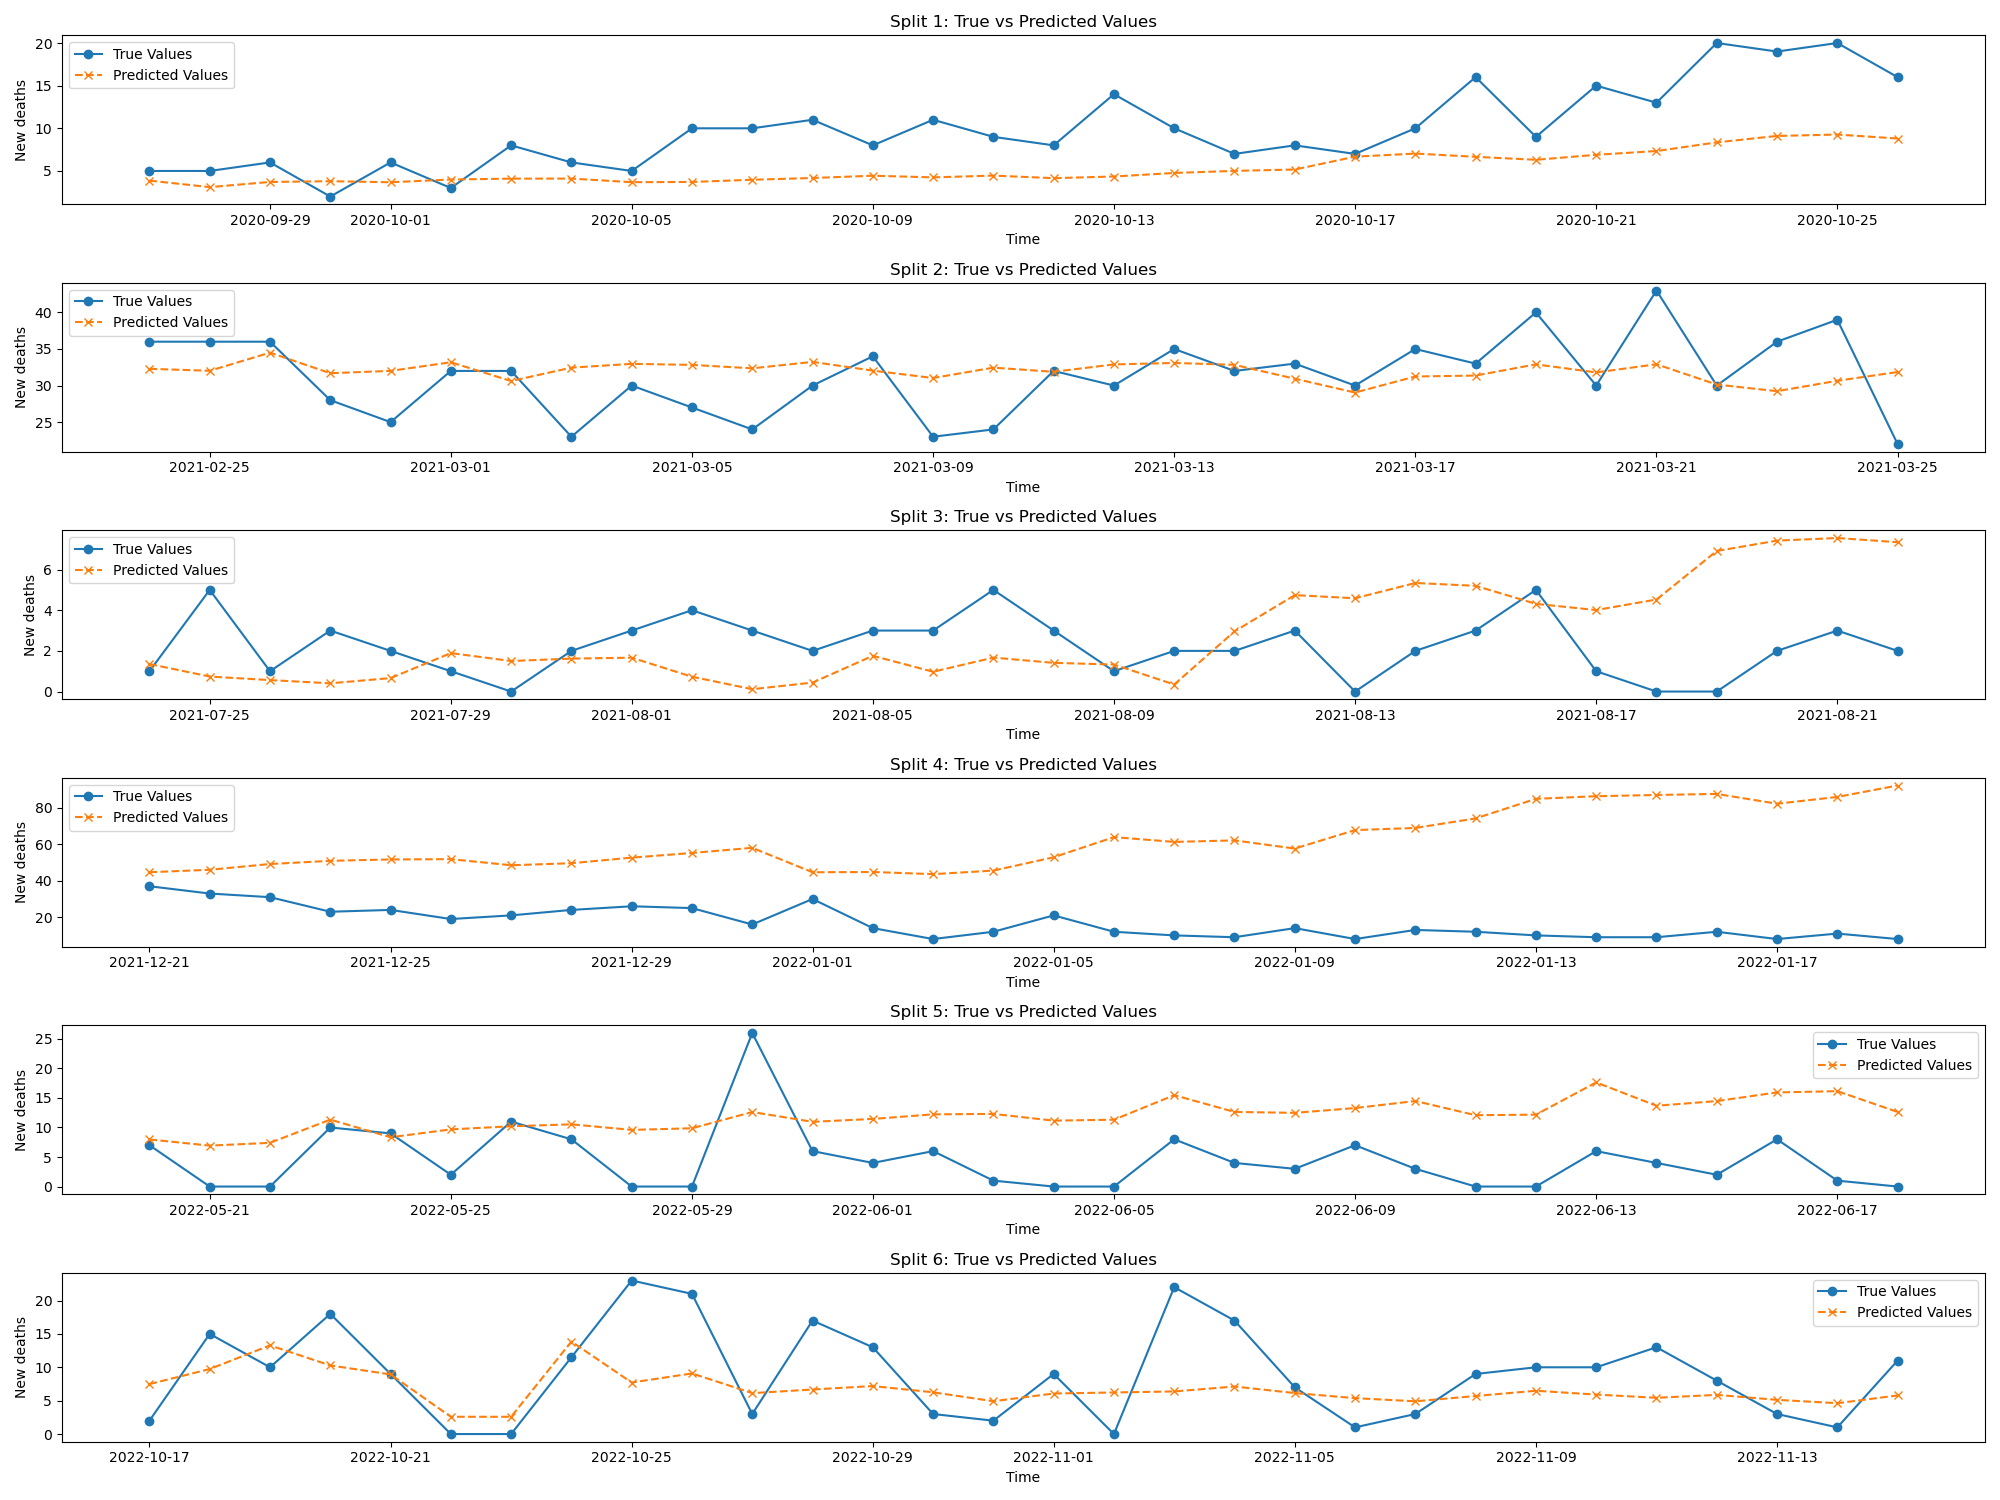 Split 1: True vs Predicted Values
True Values
Predicted Values
New deaths
20
15
10
5
2020-09-29 2020-10-01 2020-10-05 2020-10-09 2020-10-13 2020-10-17 2020-10-21 2020-10-25
Time
Split 2: True vs Predicted Values
True Values
Predicted Values
New deaths
40
35
30
25
2021-02-25 2021-03-01 2021-03-05 2021-03-09 2021-03-13 2021-03-17 2021-03-21 2021-03-25
Time
Split 3: True vs Predicted Values
True Values
Predicted Values
New deaths
6
4
2
0
2021-07-25 2021-07-29 2021-08-01 2021-08-05 2021-08-09 2021-08-13 2021-08-17 2021-08-21
Time
Split 4: True vs Predicted Values
True Values
Predicted Values
New deaths
80
60
40
20
2021-12-21 2021-12-25 2021-12-29 2022-01-01 2022-01-05 2022-01-09 2022-01-13 2022-01-17
Time
Split 5: True vs Predicted Values
True Values
Predicted Values
New deaths
25
20
15
10
5
0
2022-05-21 2022-05-25 2022-05-29 2022-06-01 2022-06-05 2022-06-09 2022-06-13 2022-06-17
Time
Split 6: True vs Predicted Values
True Values
Predicted Values
New deaths
20
15
10
5
0
2022-10-17 2022-10-21 2022-10-25 2022-10-29 2022-11-01 2022-11-05 2022-11-09 2022-11-13
Time